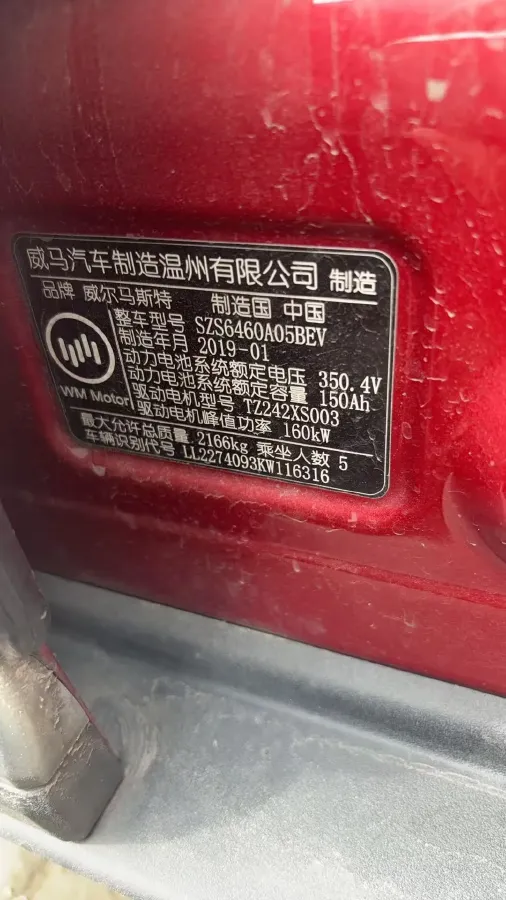 威马汽车制造温州有限公司 制造
品牌 威尔马斯特 制造国 中国
整车型号 SZS6460A05BEV
制造年月 2019-01
动力电池系统额定电压 350.4V
动力电池系统额定容量 150Ah
驱动电机型号 TZ242XS003
驱动电机峰值功率 160kW
WM Motor
最大允许总质量 2166kg 乘坐人数 5
车辆识别代号 LL2274093KW116316